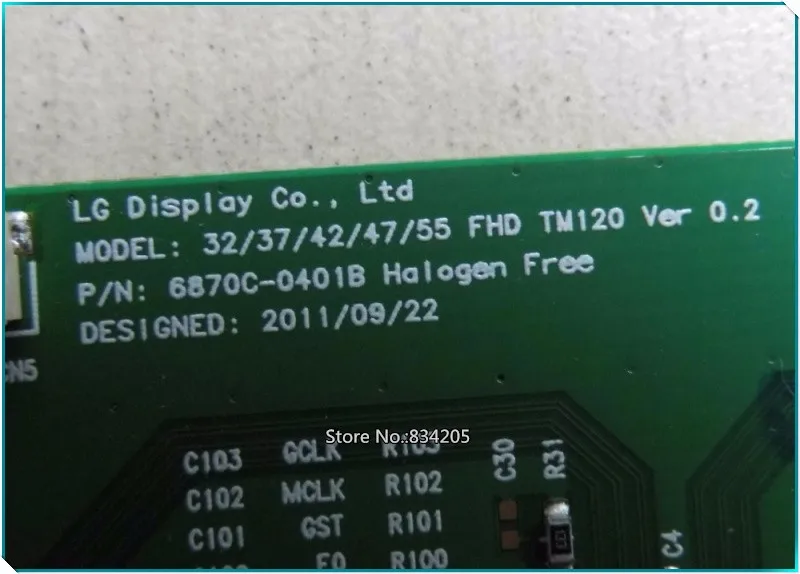 LG Display Co., Ltd
MODEL: 32/37/42/47/55 FHD TM120 Ver 0.2
P/N: 6870C-0401B Halogen Free
DESIGNED: 2011/09/22
CN5
Store No.:834205
C103 GCLK R103
C102 MCLK R102
C101 GST R101
R100
C30
R31
C4